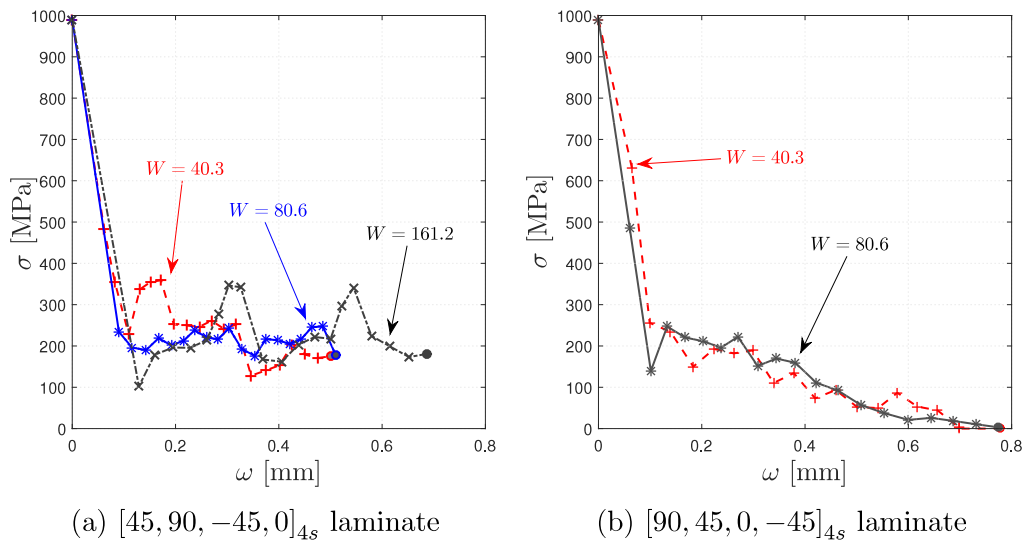 1000
900
800
700
600
500
400
300
200
100
0
σ [MPa]
0 0.2 0.4 0.6 0.8
ω [mm]
W = 40.3
W = 80.6
W = 161.2
(a) [45, 90, −45, 0]₄ₛ laminate
1000
900
800
700
600
500
400
300
200
100
0
σ [MPa]
0 0.2 0.4 0.6 0.8
ω [mm]
W = 40.3
W = 80.6
(b) [90, 45, 0, −45]₄ₛ laminate